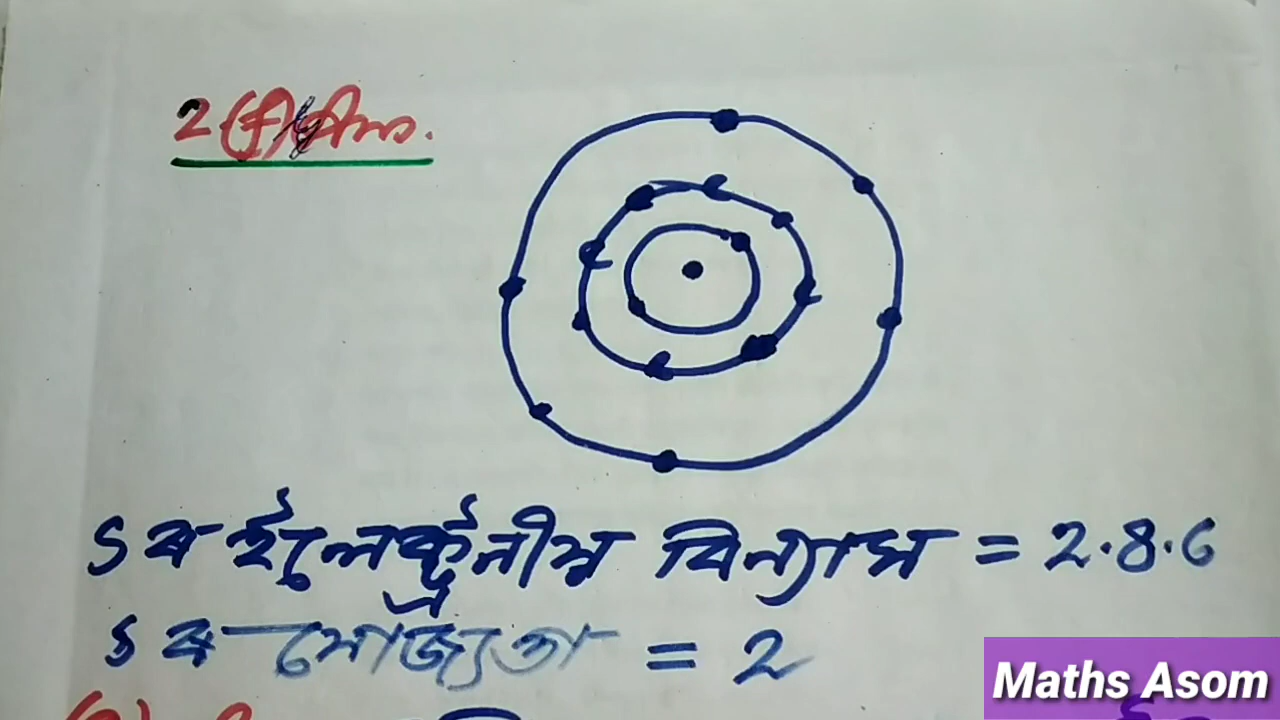 2 (f) Ans.
S ৰ ইলেক্ট্ৰনীয় বিন্যাস = 2.8.6
S ৰ যোজ্যতা = 2
Maths Asom